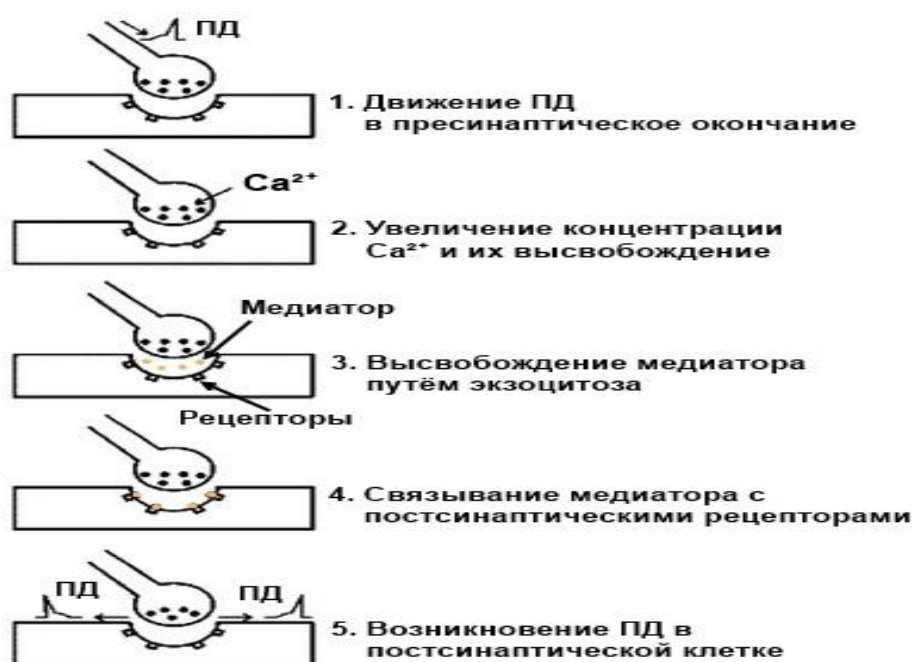 ПД
1. Движение ПД
в пресинаптическое окончание
Ca²⁺
2. Увеличение концентрации
Ca²⁺ и их высвобождение
Медиатор
3. Высвобождение медиатора
путём экзоцитоза
Рецепторы
4. Связывание медиатора с
постсинаптическими рецепторами
ПД ПД
5. Возникновение ПД в
постсинаптической клетке